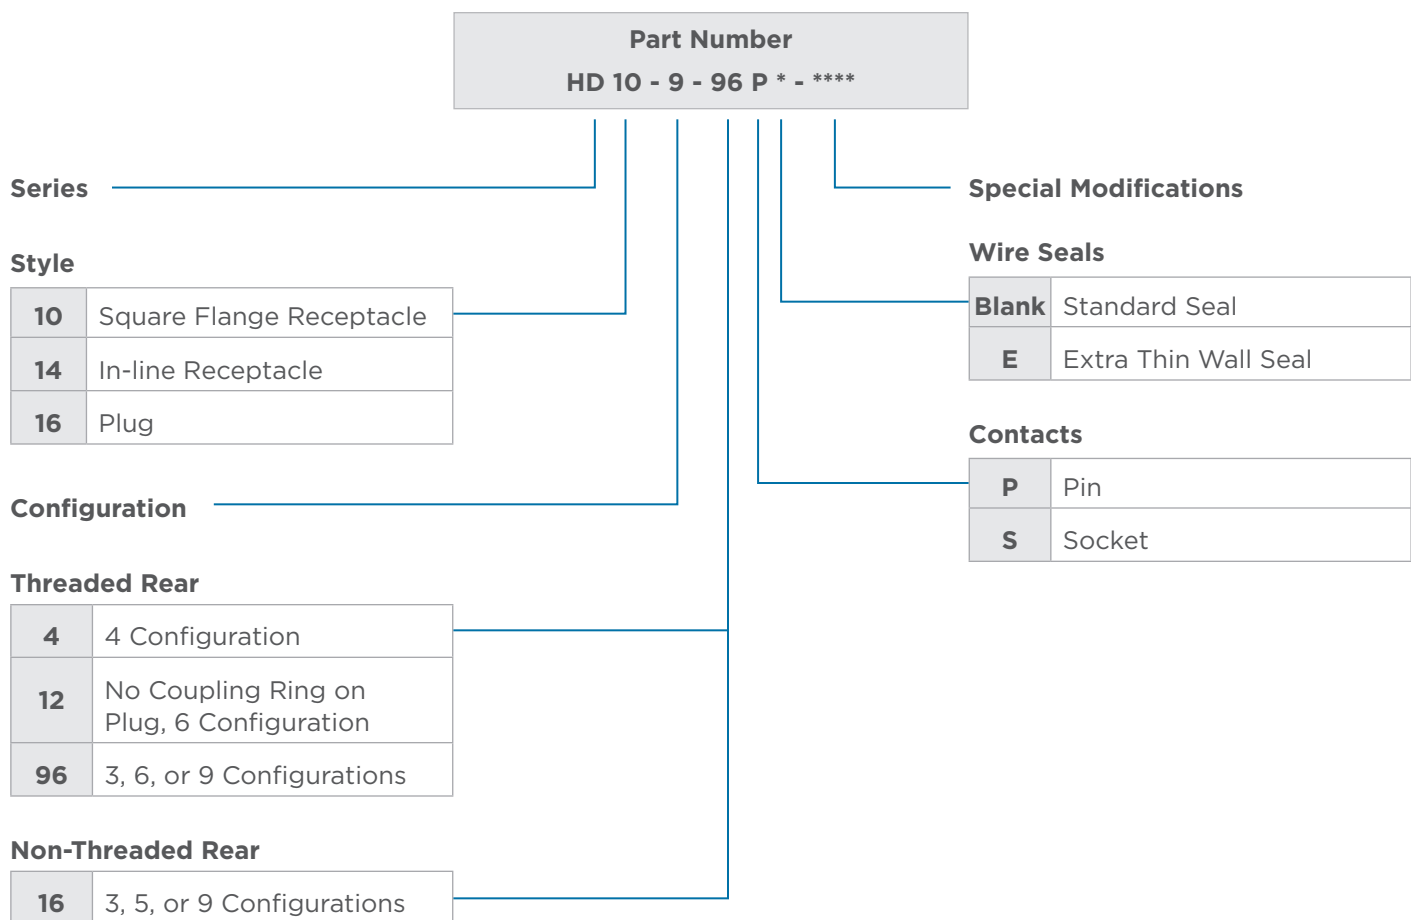 Part Number
HD 10 - 9 - 96 P * - ****
Series
Style
10 Square Flange Receptacle
14 In-line Receptacle
16 Plug
Configuration
Threaded Rear
4 4 Configuration
12 No Coupling Ring on
Plug, 6 Configuration
96 3, 6, or 9 Configurations
Non-Threaded Rear
16 3, 5, or 9 Configurations
Special Modifications
Wire Seals
Blank Standard Seal
E Extra Thin Wall Seal
Contacts
P Pin
S Socket